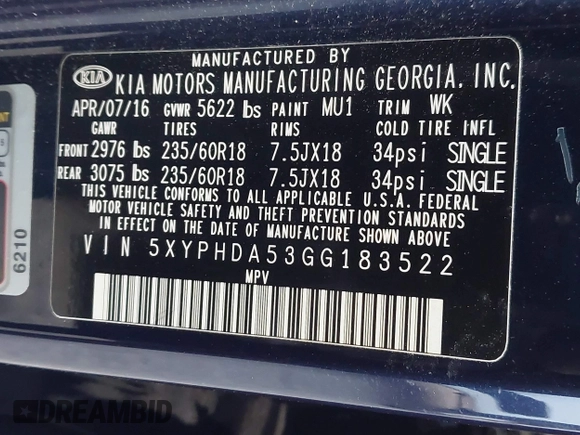 MANUFACTURED BY
KIA KIA MOTORS MANUFACTURING GEORGIA, INC.
APR/07/16 GVWR 5622 lbs PAINT MU1 TRIM WK
GAWR TIRES RIMS COLD TIRE INFL
FRONT 2976 lbs 235/60R18 7.5JX18 34psi SINGLE
REAR 3075 lbs 235/60R18 7.5JX18 34psi SINGLE
THIS VEHICLE CONFORMS TO ALL APPLICABLE U.S.A. FEDERAL
MOTOR VEHICLE SAFETY AND THEFT PREVENTION STANDARDS
IN EFFECT ON THE DATE OF MANUFACTURE SHOWN ABOVE
VIN 5XYPHDA53GG183522
MPV
6210
DREAMBID